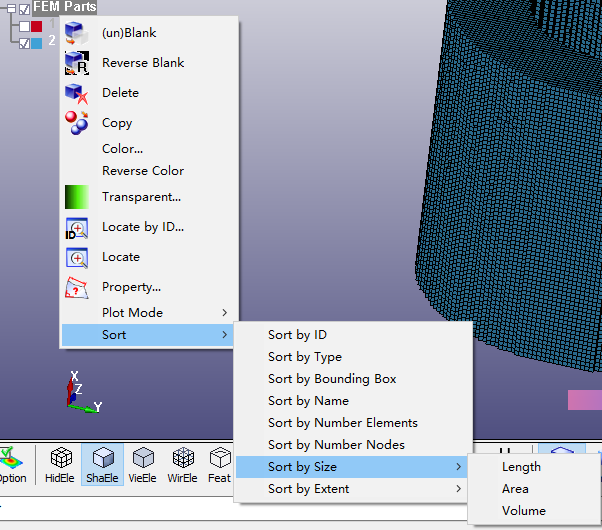 FEM Parts
1
2
(un)Blank
Reverse Blank
Delete
Copy
Color...
Reverse Color
Transparent...
Locate by ID...
Locate
Property...
Plot Mode
Sort
Sort by ID
Sort by Type
Sort by Bounding Box
Sort by Name
Sort by Number Elements
Sort by Number Nodes
Sort by Size
Sort by Extent
Length
Area
Volume
X
Z
Y
ption HidEle ShaEle VieEle WirEle Feat